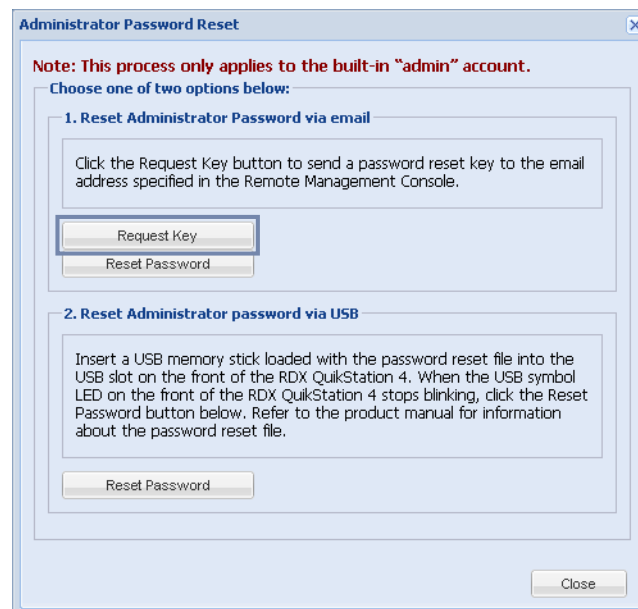 Administrator Password Reset
Note: This process only applies to the built-in “admin” account.
Choose one of two options below:
1. Reset Administrator Password via email
Click the Request Key button to send a password reset key to the email
address specified in the Remote Management Console.
Request Key
Reset Password
2. Reset Administrator password via USB
Insert a USB memory stick loaded with the password reset file into the
USB slot on the front of the RDX QuikStation 4. When the USB symbol
LED on the front of the RDX QuikStation 4 stops blinking, click the Reset
Password button below. Refer to the product manual for information
about the password reset file.
Reset Password
Close